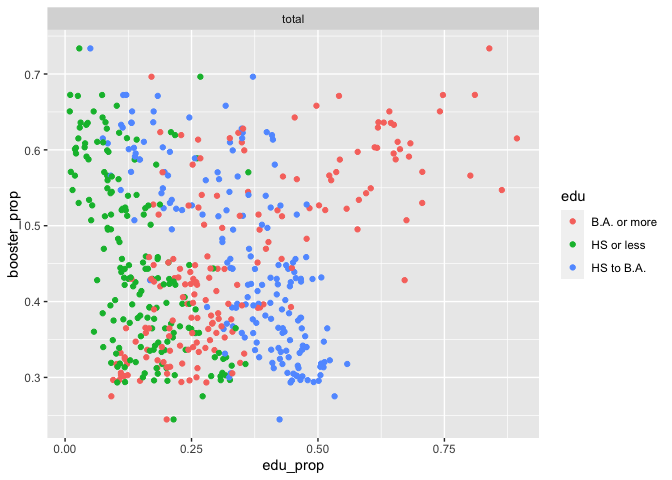 total
booster_prop
0.7
0.6
0.5
0.4
0.3
0.00
0.25
0.50
0.75
edu_prop
edu
B.A. or more
HS or less
HS to B.A.